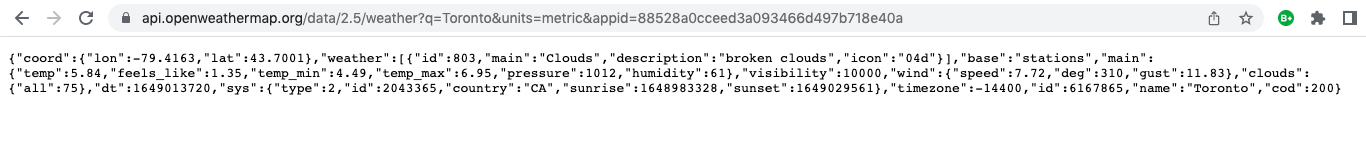 api.openweathermap.org/data/2.5/weather?q=Toronto&units=metric&appid=88528a0cceed3a093466d497b718e40a
B+
{"coord":{"lon":-79.4163,"lat":43.7001},"weather":[{"id":803,"main":"Clouds","description":"broken clouds","icon":"04d"}],"base":"stations","main":
{"temp":5.84,"feels_like":1.35,"temp_min":4.49,"temp_max":6.95,"pressure":1012,"humidity":61},"visibility":10000,"wind":{"speed":7.72,"deg":310,"gust":11.83},"clouds":
{"all":75},"dt":1649013720,"sys":{"type":2,"id":2043365,"country":"CA","sunrise":1648983328,"sunset":1649029561},"timezone":-14400,"id":6167865,"name":"Toronto","cod":200}